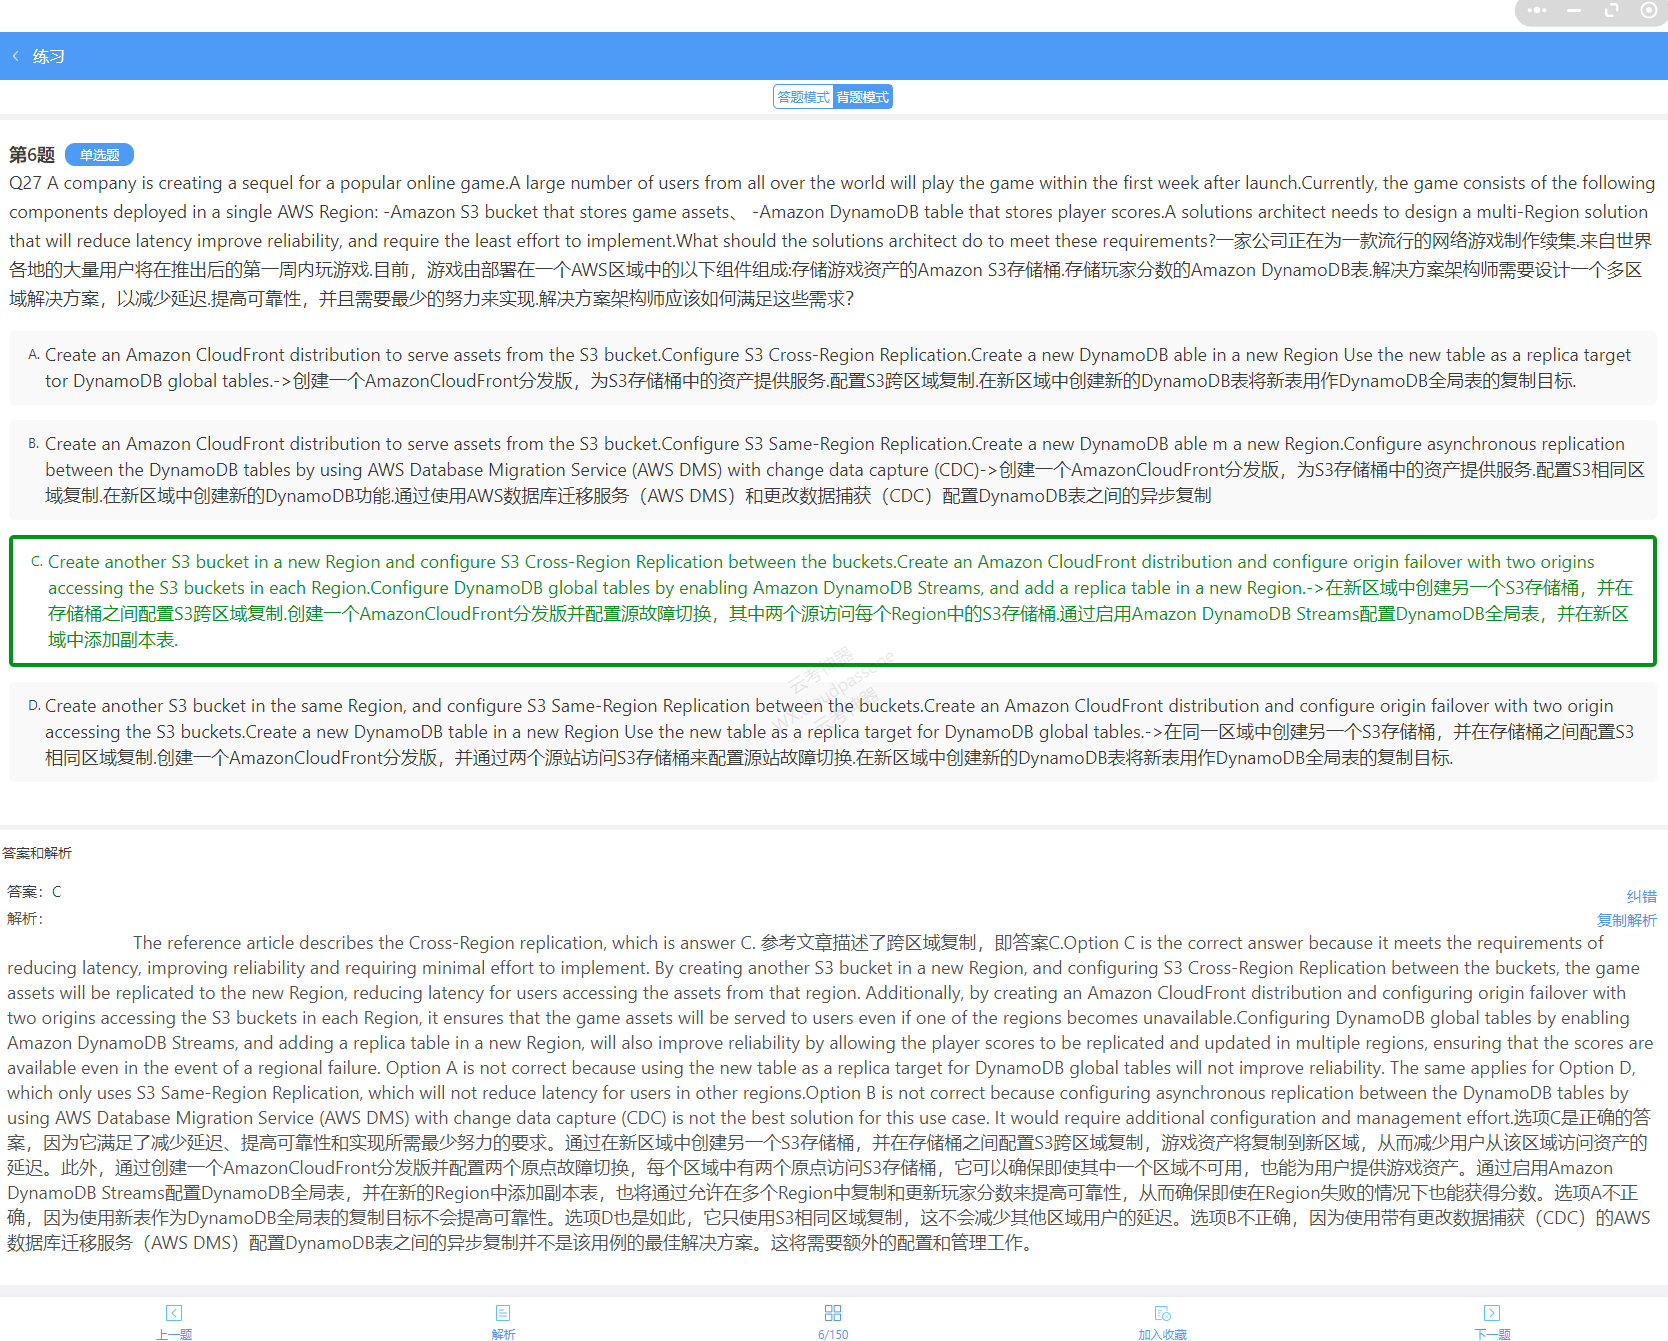 练习
答题模式 背题模式
第6题 单选题
Q27 A company is creating a sequel for a popular online game.A large number of users from all over the world will play the game within the first week after launch.Currently, the game consists of the following
components deployed in a single AWS Region: -Amazon S3 bucket that stores game assets、 -Amazon DynamoDB table that stores player scores.A solutions architect needs to design a multi-Region solution
that will reduce latency improve reliability, and require the least effort to implement.What should the solutions architect do to meet these requirements?一家公司正在为一款流行的网络游戏制作续集.来自世界
各地的大量用户将在推出后的第一周内玩游戏.目前，游戏由部署在一个AWS区域中的以下组件组成:存储游戏资产的Amazon S3存储桶.存储玩家分数的Amazon DynamoDB表.解决方案架构师需要设计一个多区
域解决方案，以减少延迟.提高可靠性，并且需要最少的努力来实现.解决方案架构师应该如何满足这些需求？
A. Create an Amazon CloudFront distribution to serve assets from the S3 bucket.Configure S3 Cross-Region Replication.Create a new DynamoDB able in a new Region Use the new table as a replica target
tor DynamoDB global tables.->创建一个AmazonCloudFront分发版，为S3存储桶中的资产提供服务.配置S3跨区域复制.在新区域中创建新的DynamoDB表将新表用作DynamoDB全局表的复制目标.
B. Create an Amazon CloudFront distribution to serve assets from the S3 bucket.Configure S3 Same-Region Replication.Create a new DynamoDB able m a new Region.Configure asynchronous replication
between the DynamoDB tables by using AWS Database Migration Service (AWS DMS) with change data capture (CDC)->创建一个AmazonCloudFront分发版，为S3存储桶中的资产提供服务.配置S3相同区
域复制.在新区域中创建新的DynamoDB功能.通过使用AWS数据库迁移服务（AWS DMS）和更改数据捕获（CDC）配置DynamoDB表之间的异步复制
C. Create another S3 bucket in a new Region and configure S3 Cross-Region Replication between the buckets.Create an Amazon CloudFront distribution and configure origin failover with two origins
accessing the S3 buckets in each Region.Configure DynamoDB global tables by enabling Amazon DynamoDB Streams, and add a replica table in a new Region.->在新区域中创建另一个S3存储桶，并在
存储桶之间配置S3跨区域复制.创建一个AmazonCloudFront分发版并配置源故障切换，其中两个源访问每个Region中的S3存储桶.通过启用Amazon DynamoDB Streams配置DynamoDB全局表，并在新区
域中添加副本表.
D. Create another S3 bucket in the same Region, and configure S3 Same-Region Replication between the buckets.Create an Amazon CloudFront distribution and configure origin failover with two origin
accessing the S3 buckets.Create a new DynamoDB table in a new Region Use the new table as a replica target for DynamoDB global tables.->在同一区域中创建另一个S3存储桶，并在存储桶之间配置S3
相同区域复制.创建一个AmazonCloudFront分发版，并通过两个源站访问S3存储桶来配置源站故障切换.在新区域中创建新的DynamoDB表将新表用作DynamoDB全局表的复制目标.
云考神器
云考神器
答案和解析
答案：C
纠错
解析：
复制解析
The reference article describes the Cross-Region replication, which is answer C. 参考文章描述了跨区域复制，即答案C.Option C is the correct answer because it meets the requirements of
reducing latency, improving reliability and requiring minimal effort to implement. By creating another S3 bucket in a new Region, and configuring S3 Cross-Region Replication between the buckets, the game
assets will be replicated to the new Region, reducing latency for users accessing the assets from that region. Additionally, by creating an Amazon CloudFront distribution and configuring origin failover with
two origins accessing the S3 buckets in each Region, it ensures that the game assets will be served to users even if one of the regions becomes unavailable.Configuring DynamoDB global tables by enabling
Amazon DynamoDB Streams, and adding a replica table in a new Region, will also improve reliability by allowing the player scores to be replicated and updated in multiple regions, ensuring that the scores are
available even in the event of a regional failure. Option A is not correct because using the new table as a replica target for DynamoDB global tables will not improve reliability. The same applies for Option D,
which only uses S3 Same-Region Replication, which will not reduce latency for users in other regions.Option B is not correct because configuring asynchronous replication between the DynamoDB tables by
using AWS Database Migration Service (AWS DMS) with change data capture (CDC) is not the best solution for this use case. It would require additional configuration and management effort.选项C是正确的答
案，因为它满足了减少延迟、提高可靠性和实现所需最少努力的要求。通过在新区域中创建另一个S3存储桶，并在存储桶之间配置S3跨区域复制，游戏资产将复制到新区域，从而减少用户从该区域访问资产的
延迟。此外，通过创建一个AmazonCloudFront分发版并配置两个原点故障切换，每个区域中有两个原点访问S3存储桶，它可以确保即使其中一个区域不可用，也能为用户提供游戏资产。通过启用Amazon
DynamoDB Streams配置DynamoDB全局表，并在新的Region中添加副本表，也将通过允许在多个Region中复制和更新玩家分数来提高可靠性，从而确保即使在Region失败的情况下也能获得分数。选项A不正
确，因为使用新表作为DynamoDB全局表的复制目标不会提高可靠性。选项D也是如此，它只使用S3相同区域复制，这不会减少其他区域用户的延迟。选项B不正确，因为使用带有更改数据捕获（CDC）的AWS
数据库迁移服务（AWS DMS）配置DynamoDB表之间的异步复制并不是该用例的最佳解决方案。这将需要额外的配置和管理工作。
上一题 解析 6/150 加入收藏 下一题